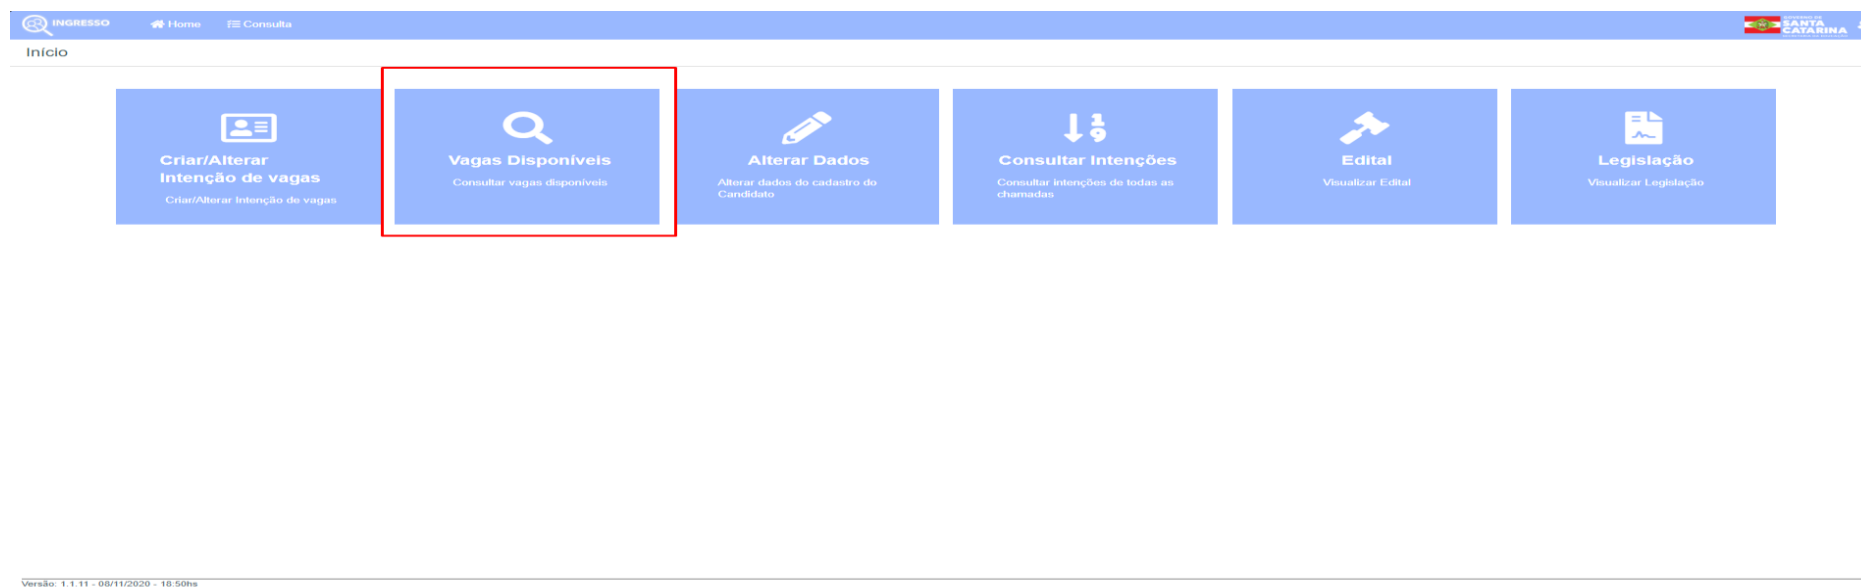 INGRESSO
Home
Consulta
GOVERNO DE
SANTA
CATARINA
Início
Criar/Alterar
Intenção de vagas
Criar/Alterar Intenção de vagas
Vagas Disponíveis
Consultar vagas disponíveis
Alterar Dados
Alterar dados do cadastro do
Candidato
Consultar Intenções
Consultar intenções de todas as
chamadas
Edital
Visualizar Edital
Legislação
Visualizar Legislação
Versão: 1.1.11 - 08/11/2020 - 18:50hs